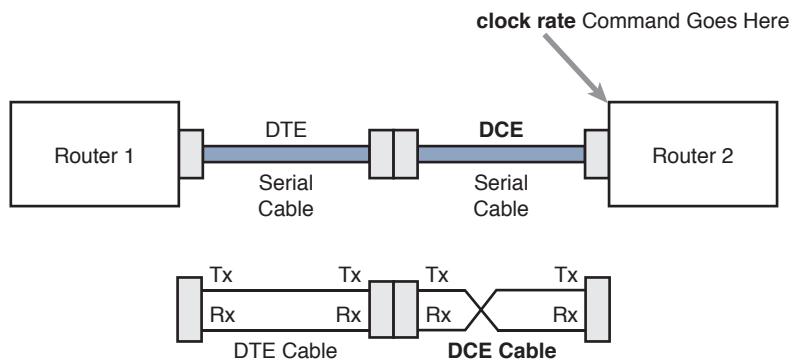 clock rate Command Goes Here
DTE
DCE
Router 1
Router 2
Serial
Cable
Serial
Cable
Tx
Tx
Tx
Tx
Rx
Rx
Rx
Rx
DTE Cable
DCE Cable